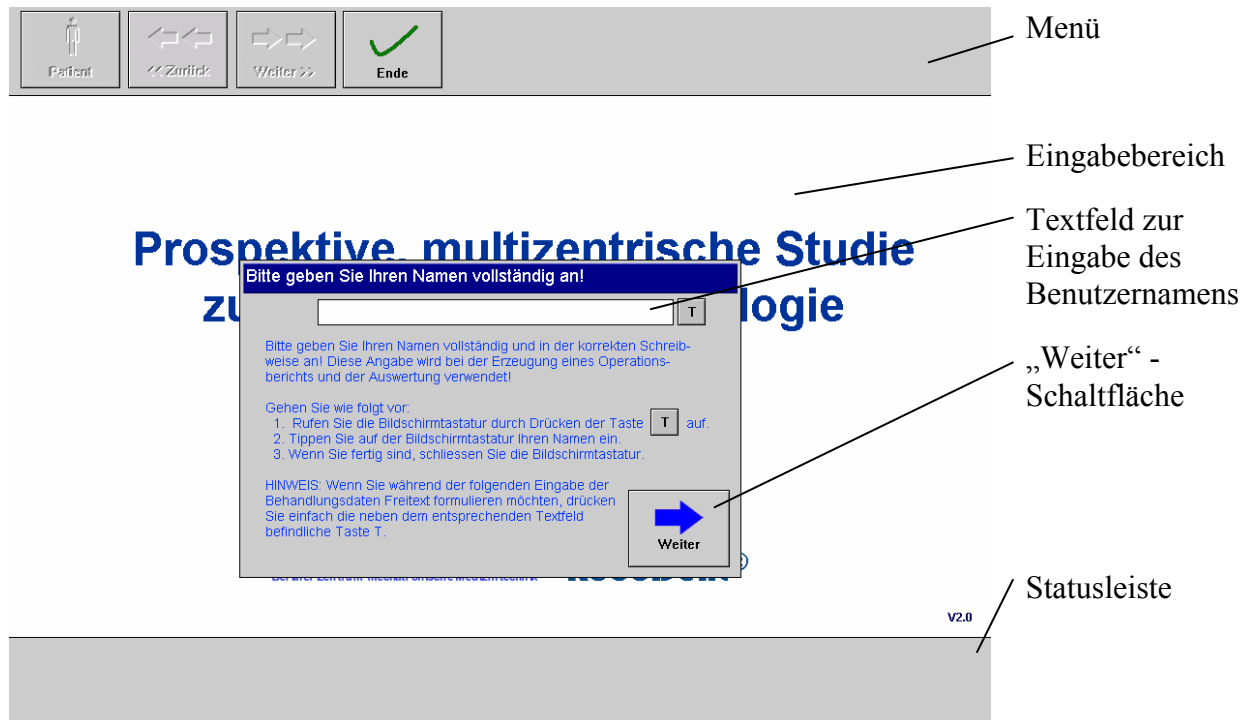 Patient
<< Zurück
Weiter >>
Ende
Menü
Eingabebereich
Prospektive, multizentrische Studie
Textfeld zur
Eingabe des
Benutzernamens
Bitte geben Sie Ihren Namen vollständig an!
T
logie
Bitte geben Sie Ihren Namen vollständig und in der korrekten Schreib-
weise an! Diese Angabe wird bei der Erzeugung eines Operations-
berichts und der Auswertung verwendet!
„Weiter“ -
Schaltfläche
Gehen Sie wie folgt vor:
1. Rufen Sie die Bildschirmtastatur durch Drücken der Taste T auf.
2. Tippen Sie auf der Bildschirmtastatur Ihren Namen ein.
3. Wenn Sie fertig sind, schliessen Sie die Bildschirmtastatur.
HINWEIS: Wenn Sie während der folgenden Eingabe der
Behandlungsdaten Freitext formulieren möchten, drücken
Sie einfach die neben dem entsprechenden Textfeld
befindliche Taste T.
Weiter
Statusleiste
V2.0